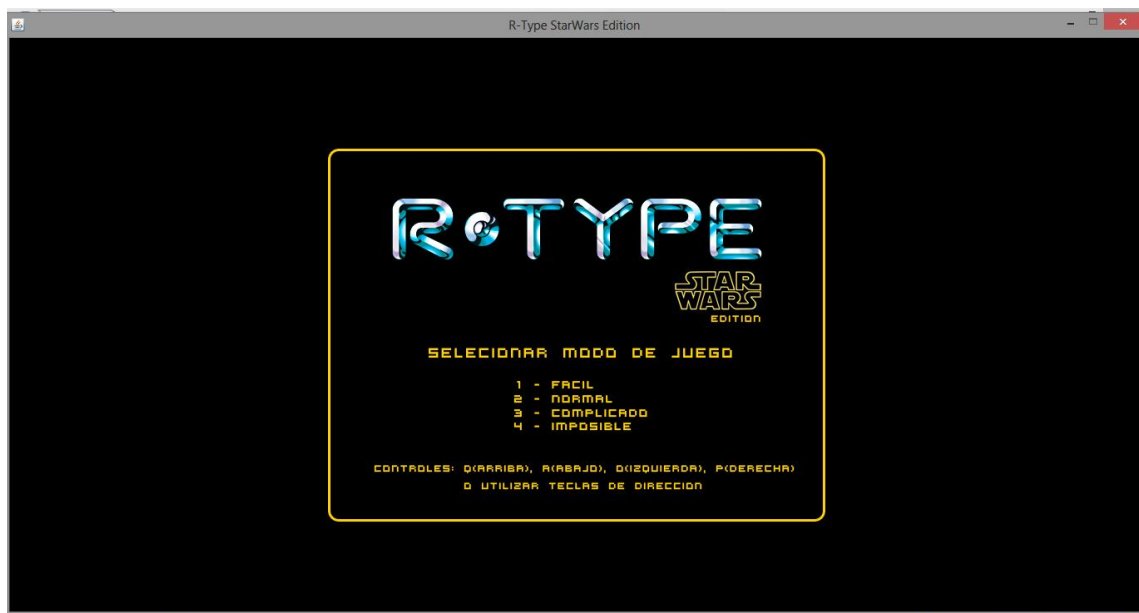 R-Type StarWars Edition
R-TYPE
STAR
WARS
EDITION
SELECIONAR MODO DE JUEGO
1 - FACIL
2 - NORMAL
3 - COMPLICADO
4 - IMPOSIBLE
CONTROLES: Q(ARRIBA), A(ABAJO), O(IZQUIERDA), P(DERECHA)
O UTILIZAR TECLAS DE DIRECCION